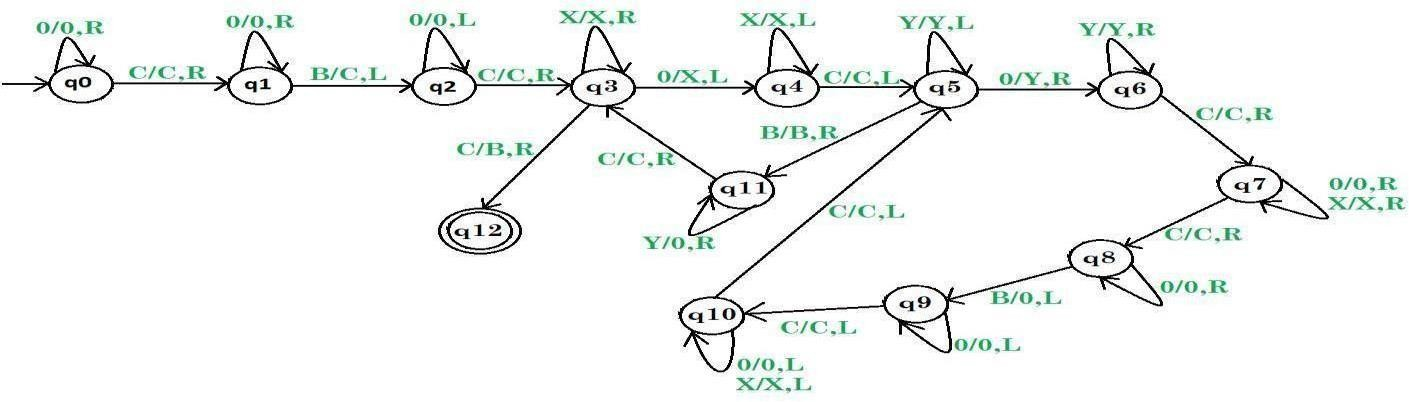 0/0,R
0/0,R
0/0,L
X/X,R
X/X,L
Y/Y,L
Y/Y,R
q0
C/C,R
q1
B/C,L
q2
C/C,R
q3
0/X,L
q4
C/C,L
q5
0/Y,R
q6
C/C,R
B/B,R
C/B,R
C/C,R
q7
0/0,R
X/X,R
q11
C/C,L
q12
Y/0,R
C/C,R
q8
0/0,R
B/0,L
q9
q10
C/C,L
0/0,L
0/0,L
X/X,L